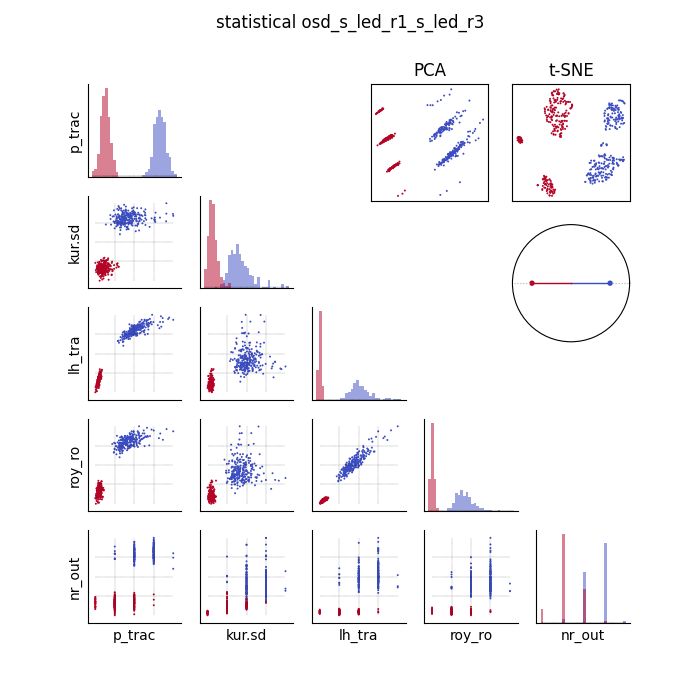 statistical osd_s_led_r1_s_led_r3
PCA
t-SNE
p_trac
kur.sd
lh_tra
roy_ro
nr_out
p_trac
kur.sd
lh_tra
roy_ro
nr_out